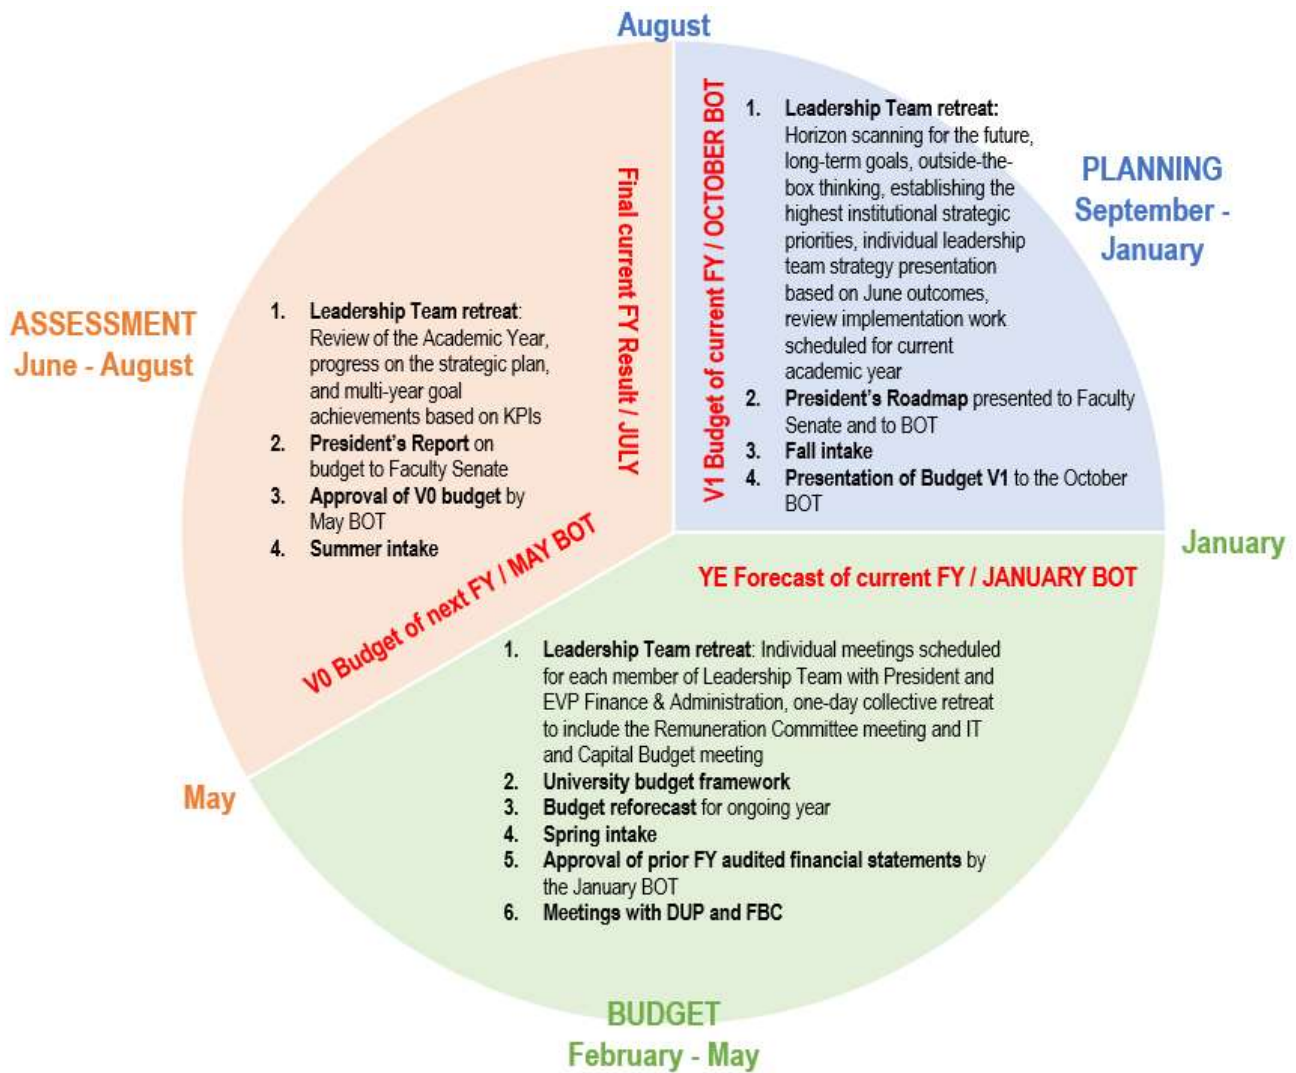 August
V1 Budget of current FY / OCTOBER BOT
1. Leadership Team retreat:
Horizon scanning for the future,
long-term goals, outside-the-
box thinking, establishing the
highest institutional strategic
priorities, individual leadership
team strategy presentation
based on June outcomes,
review implementation work
scheduled for current
academic year
2. President’s Roadmap presented to Faculty
Senate and to BOT
3. Fall intake
4. Presentation of Budget V1 to the October
BOT
PLANNING
September -
January
January
YE Forecast of current FY / JANUARY BOT
1. Leadership Team retreat: Individual meetings scheduled
for each member of Leadership Team with President and
EVP Finance & Administration, one-day collective retreat
to include the Remuneration Committee meeting and IT
and Capital Budget meeting
2. University budget framework
3. Budget reforecast for ongoing year
4. Spring intake
5. Approval of prior FY audited financial statements by
the January BOT
6. Meetings with DUP and FBC
BUDGET
February - May
May
V0 Budget of next FY / MAY BOT
ASSESSMENT
June - August
1. Leadership Team retreat:
Review of the Academic Year,
progress on the strategic plan,
and multi-year goal
achievements based on KPIs
2. President’s Report on
budget to Faculty Senate
3. Approval of V0 budget by
May BOT
4. Summer intake
Final current FY Result / JULY